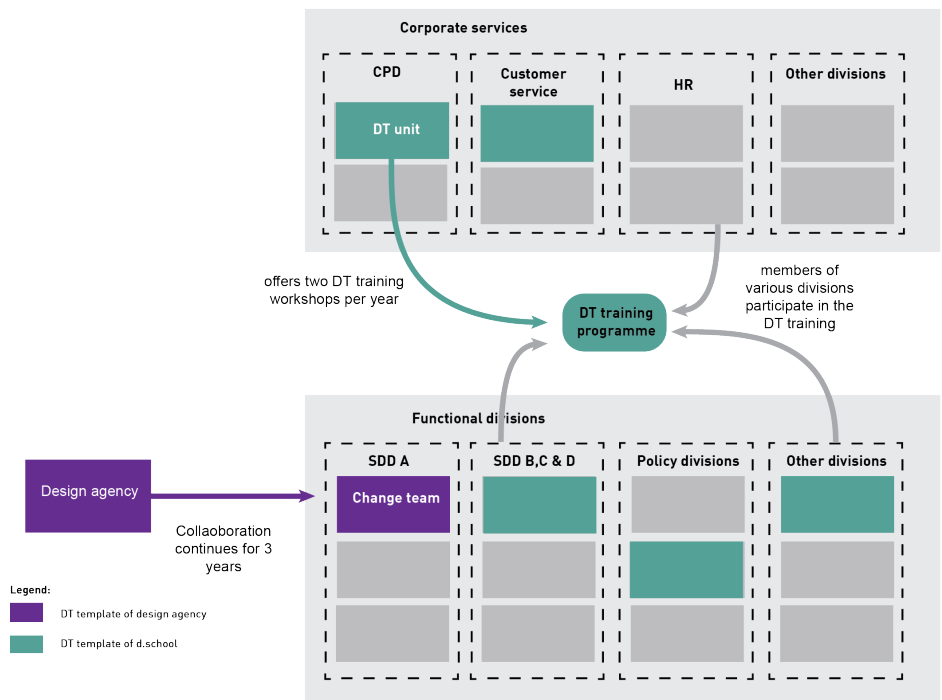 Corporate services
CPD
Customer
service
HR
Other divisions
DT unit
offers two DT training
workshops per year
members of
various divisions
participate in the
DT training
DT training
programme
Functional divisions
SDD A
SDD B,C & D
Policy divisions
Other divisions
Design agency
Change team
Collaoboration
continues for 3
years
Legend:
DT template of design agency
DT template of d.school